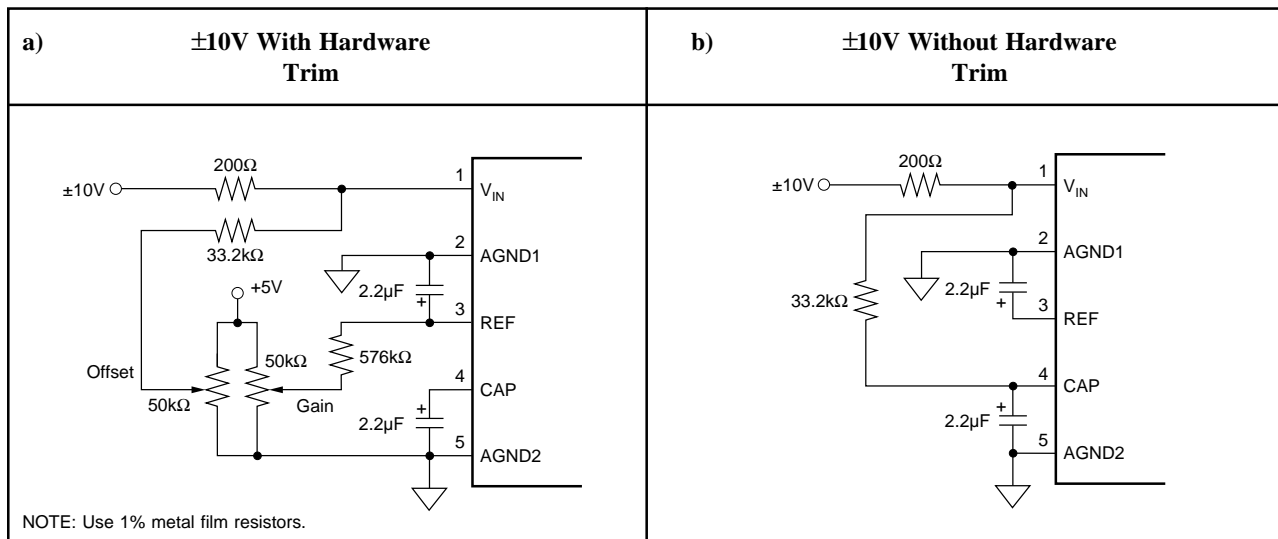 a)
±10V With Hardware
Trim
200Ω
±10V
33.2kΩ
+5V
Offset
50kΩ
50kΩ
Gain
576kΩ
2.2µF
+
+
2.2µF
1
VIN
2
AGND1
3
REF
4
CAP
5
AGND2
NOTE: Use 1% metal film resistors.
b)
±10V Without Hardware
Trim
200Ω
±10V
33.2kΩ
2.2µF
+
+
2.2µF
1
VIN
2
AGND1
3
REF
4
CAP
5
AGND2